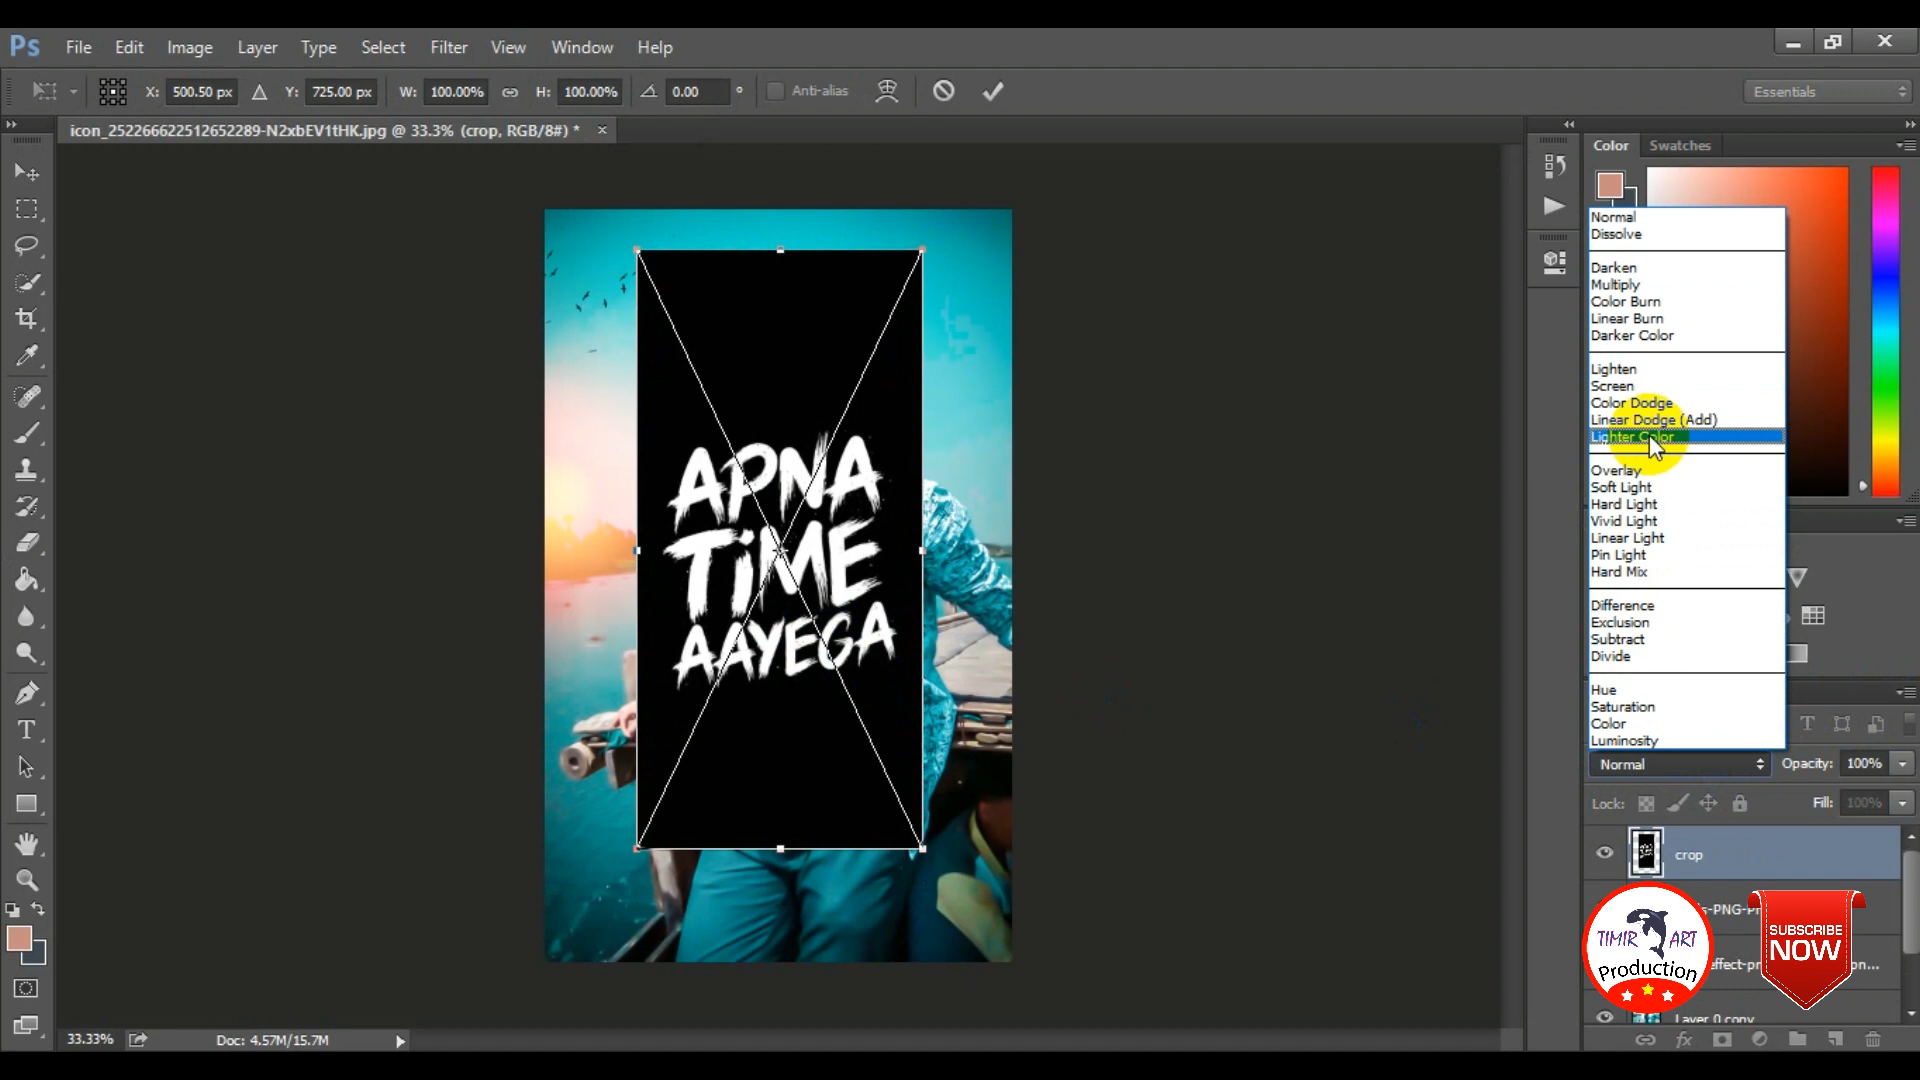 Ps File Edit Image Layer Type Select Filter View Window Help
X: 500.50 px Y: 725.00 px W: 100.00% H: 100.00% 0.00 ° Anti-alias Essentials
icon_252266622512652289-N2xbEV1tHK.jpg @ 33.3% (crop, RGB/8#) *
Color Swatches
Normal
Dissolve
Darken
Multiply
Color Burn
Linear Burn
Darker Color
Lighten
Screen
Color Dodge
Linear Dodge (Add)
Lighter Color
Overlay
Soft Light
Hard Light
Vivid Light
Linear Light
Pin Light
Hard Mix
Difference
Exclusion
Subtract
Divide
Hue
Saturation
Color
Luminosity
APNA
TiME
AAYEGA
Normal Opacity: 100%
Lock: Fill: 100%
crop
s-PNG-P
ffect-pn
Layer 0 copy
TIMIR ART
Production
SUBSCRIBE
NOW
33.33% Doc: 4.57M/15.7M